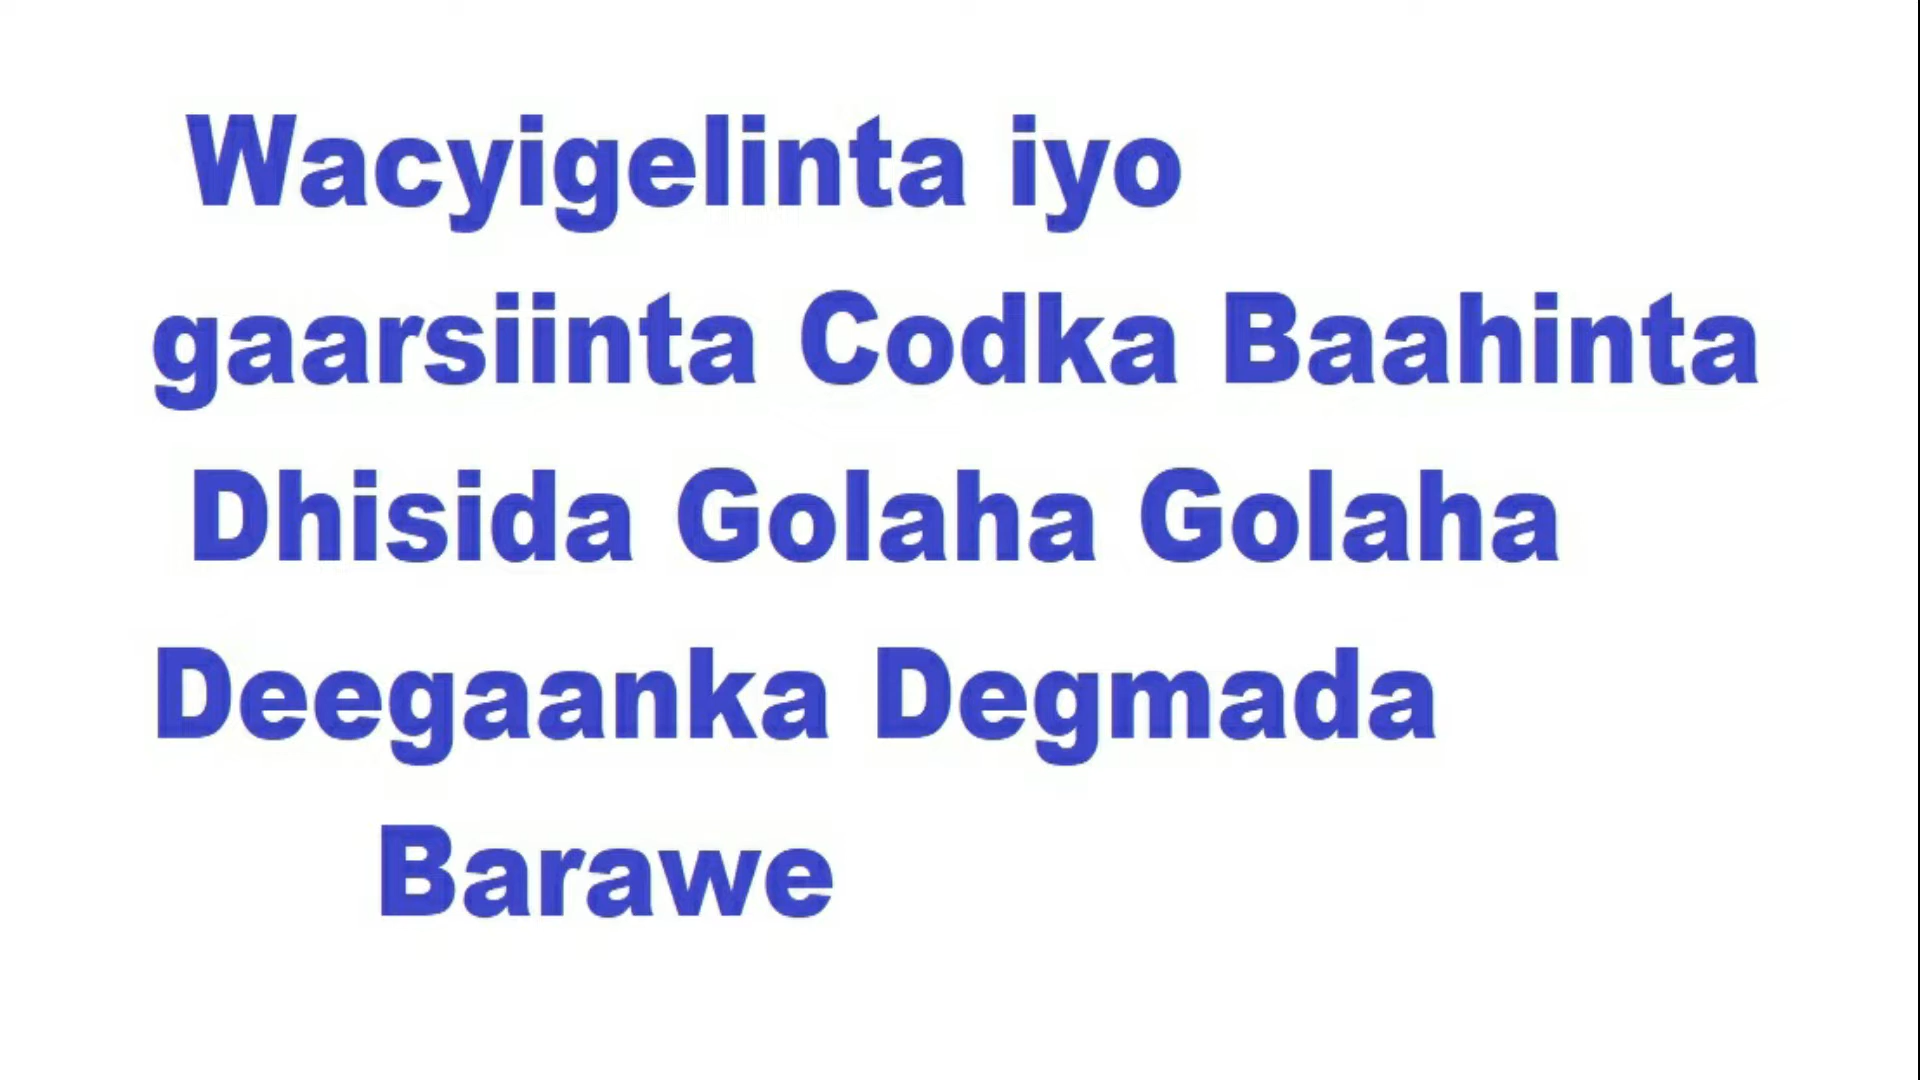 Wacyigelinta iyo
gaarsiinta Codka Baahinta
Dhisida Golaha Golaha
Deegaanka Degmada
Barawe